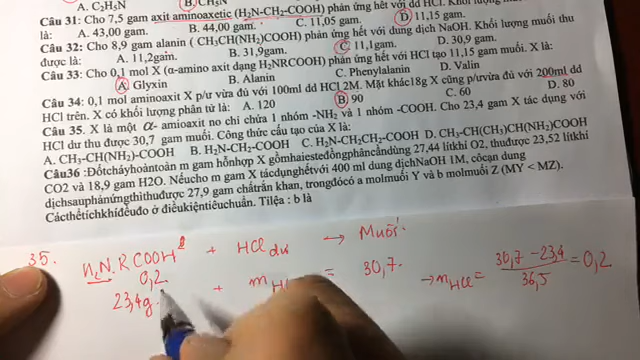 A. C₂H₅N B. CH₅N
Câu 31: Cho 7,5 gam axit aminoaxetic (H₂N-CH₂-COOH) phản ứng hết với dd HCl. Khối lượng muối
là: A. 43,00 gam. B. 44,00 gam. C. 11,05 gam. D. 11,15 gam.
Câu 32: Cho 8,9 gam alanin ( CH₃CH(NH₂)COOH) phản ứng hết với dung dịch NaOH. Khối lượng muối thu
được là: A. 11,2gam. B. 31,9gam. C. 11,1gam. D. 30,9 gam.
Câu 33: Cho 0,1 mol X (α-amino axit dạng H₂NRCOOH) phản ứng hết với HCl tạo 11,15 gam muối. X là:
A. Glyxin B. Alanin C. Phenylalanin D. Valin
Câu 34: 0,1 mol aminoaxit X p/ư vừa đủ với 100ml dd HCl 2M. Mặt khác18g X cũng p/ưvừa đủ với 200ml dd
HCl trên. X có khối lượng phân tử là: A. 120 B. 90 C. 60 D. 80
Câu 35. X là một α- amioaxit no chỉ chứa 1 nhóm -NH₂ và 1 nhóm -COOH. Cho 23,4 gam X tác dụng với
HCl dư thu được 30,7 gam muối. Công thức cấu tạo của X là:
A. CH₃-CH(NH₂)-COOH B. H₂N-CH₂-COOH C. H₂N-CH₂-CH₂-COOH D. CH₃-CH(CH₃)CH(NH₂)COOH
Câu36 :Đốtcháyhoàntoàn m gam hỗnhợp X gồmhaiesteđồngphâncầndùng 27,44 lítkhí O2, thuđược 23,52 lítkhí
CO2 và 18,9 gam H2O. Nếucho m gam X tácdụnghếtvới 400 ml dung dịchNaOH 1M, côcạn dung
dịchsauphảnứngthìthuđược 27,9 gam chấtrắn khan, trongđócó a molmuối Y và b molmuối Z (MY < MZ).
Cácthểtíchkhíđềuđo ở điềukiệntiêuchuẩn. Tỉlệa : b là
35. H₂N.RCOOH + HCl dư → Muối
0,2
23,4g + mHCl = 30,7. → nHCl = 30,7 - 23,4 / 36,5 = 0,2